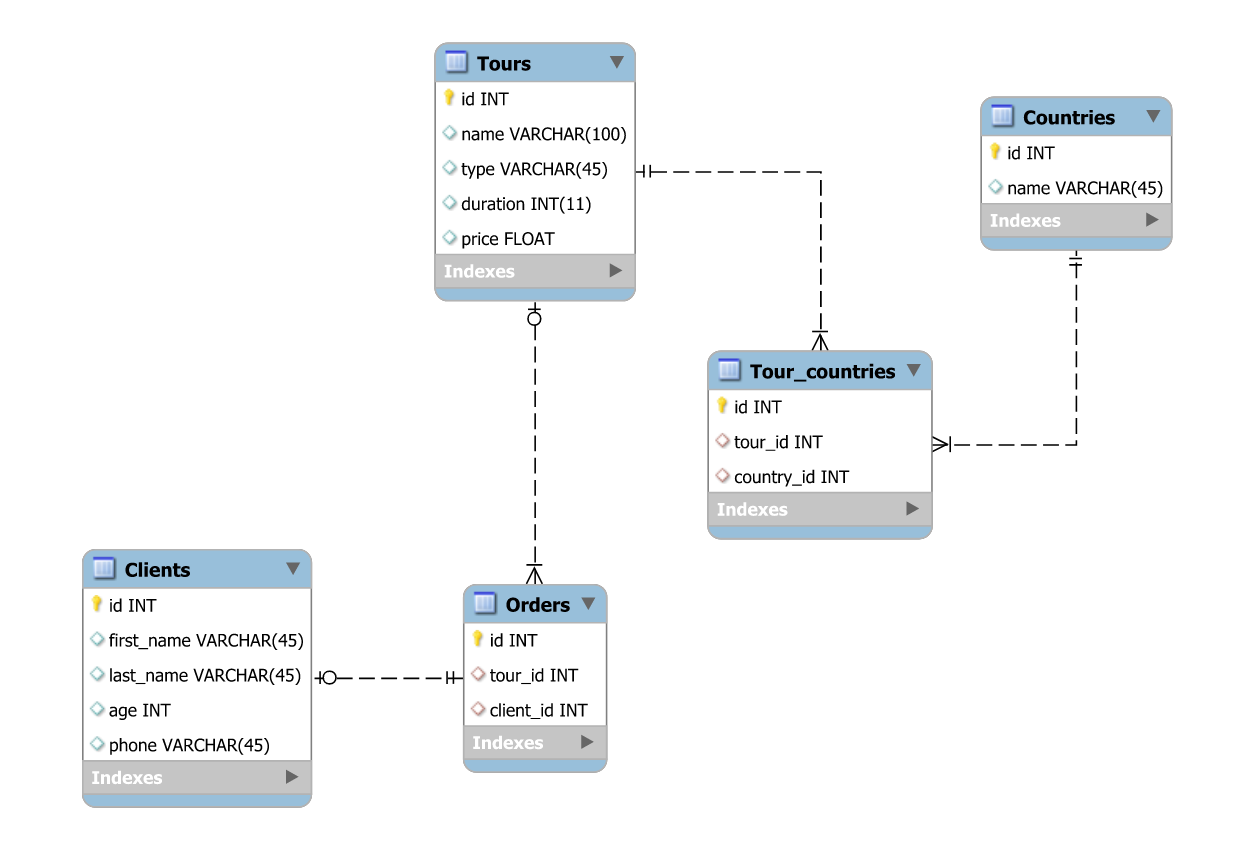 Tours
id INT
name VARCHAR(100)
type VARCHAR(45)
duration INT(11)
price FLOAT
Indexes
Countries
id INT
name VARCHAR(45)
Indexes
Tour_countries
id INT
tour_id INT
country_id INT
Indexes
Clients
id INT
first_name VARCHAR(45)
last_name VARCHAR(45)
age INT
phone VARCHAR(45)
Indexes
Orders
id INT
tour_id INT
client_id INT
Indexes